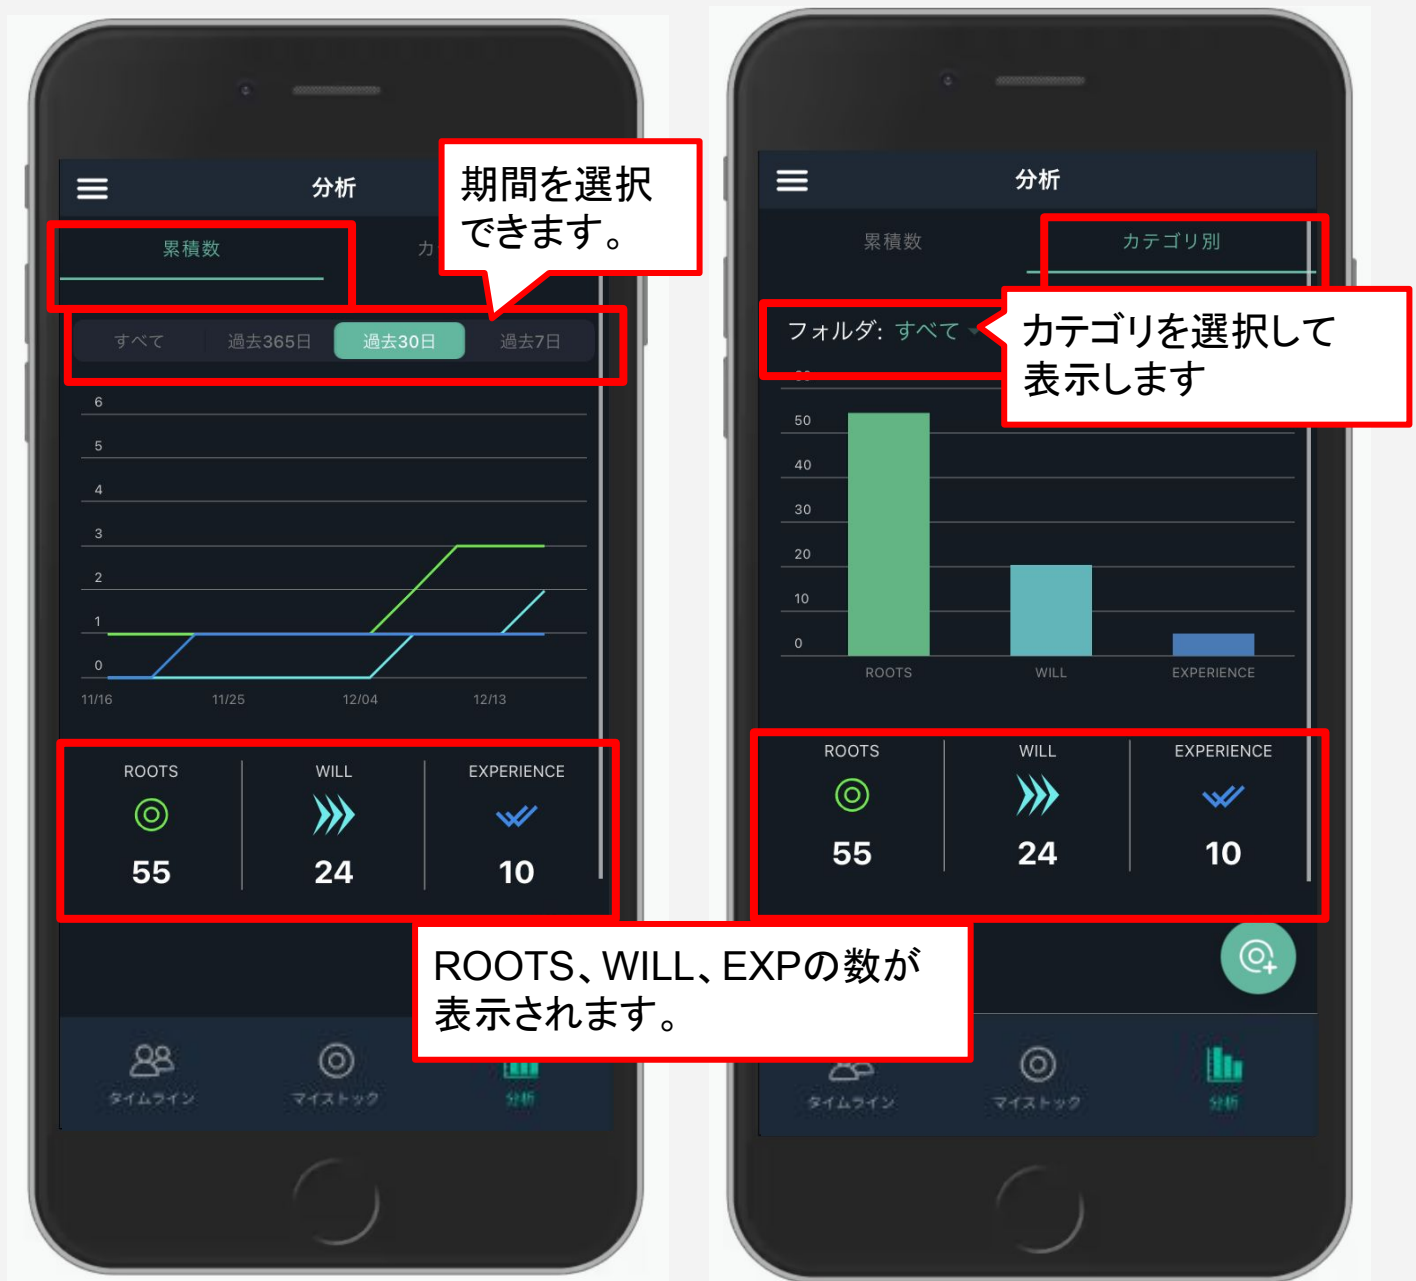 分析
期間を選択
できます。
累積数
カ
すべて
過去365日
過去30日
過去7日
6
5
4
3
2
1
0
11/16
11/25
12/04
12/13
ROOTS
WILL
EXPERIENCE
55
24
10
ROOTS、WILL、EXPの数が
表示されます。
タイムライン
マイストック
分析
分析
累積数
カテゴリ別
フォルダ: すべて
カテゴリを選択して
表示します
50
40
30
20
10
0
ROOTS
WILL
EXPERIENCE
ROOTS
WILL
EXPERIENCE
55
24
10
タイムライン
マイストック
分析